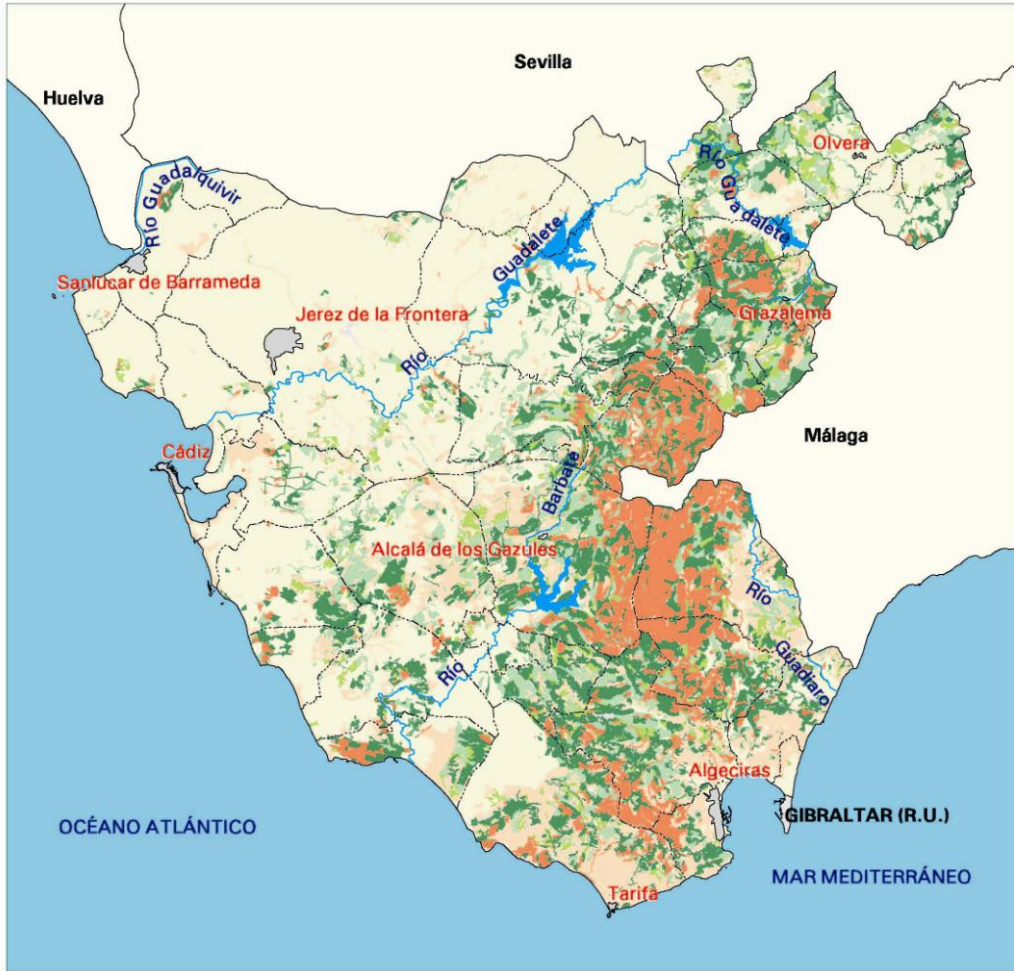 Sevilla
Huelva
Olvera
Río Guadalete
Río Guadalquivir
Guadalete
Sanlúcar de Barrameda
Jerez de la Frontera
Grazalema
Río
Málaga
Cádiz
Barbate
Alcalá de los Gazules
Río
Río
Guadiaro
Algeciras
GIBRALTAR (R.U.)
OCÉANO ATLÁNTICO
MAR MEDITERRÁNEO
Tarifa